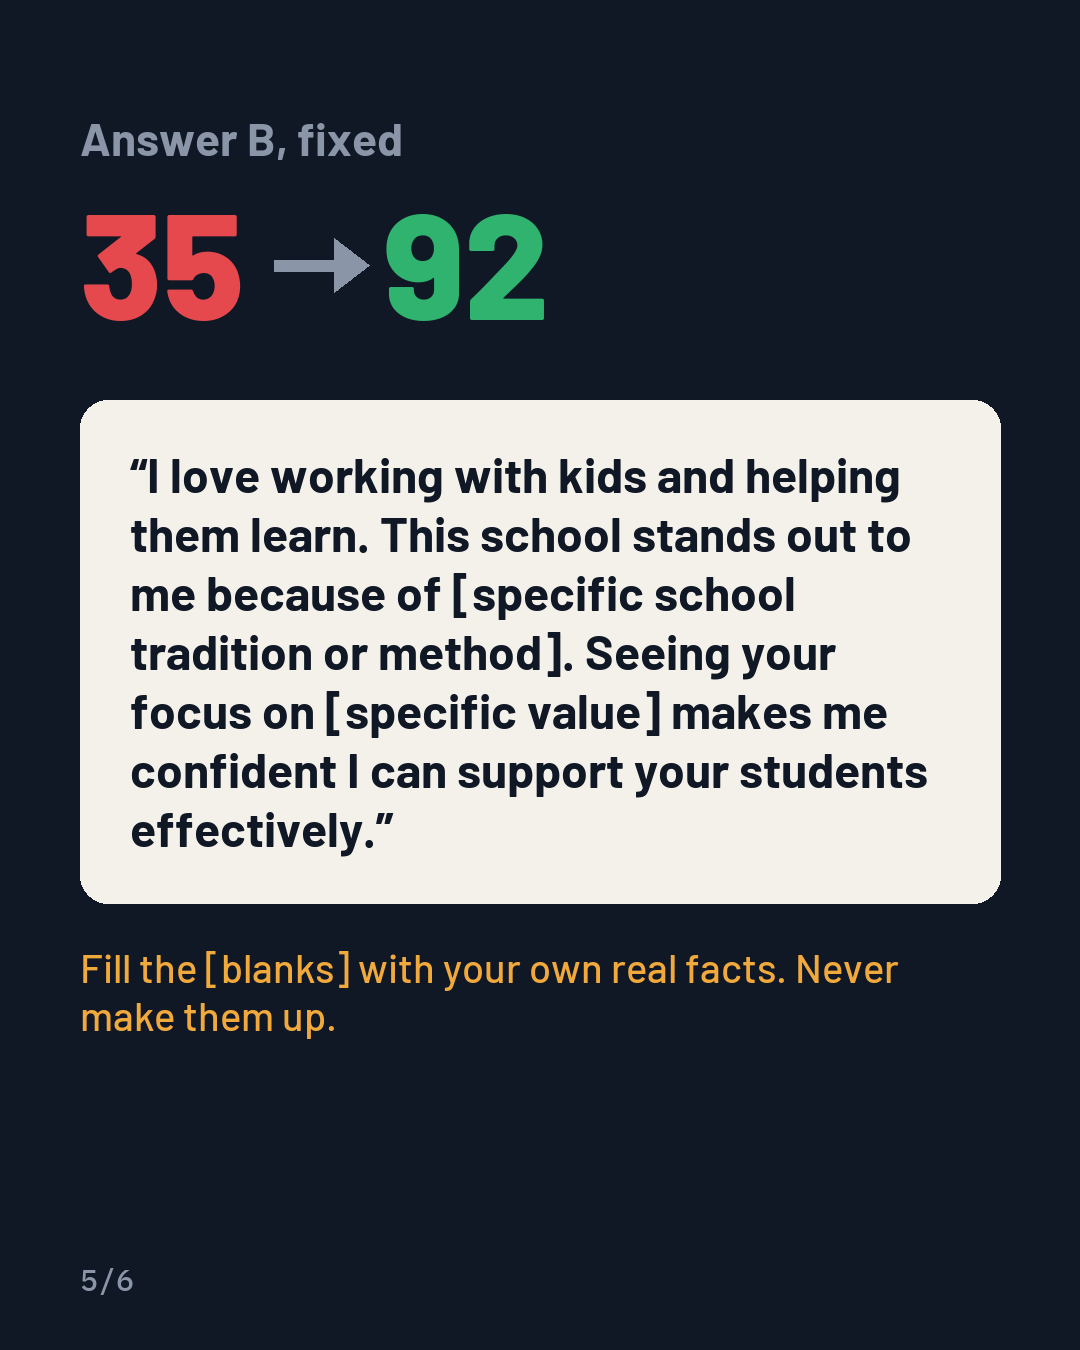 Answer B, fixed
35 → 92
“I love working with kids and helping
them learn. This school stands out to
me because of [specific school
tradition or method]. Seeing your
focus on [specific value] makes me
confident I can support your students
effectively.”
Fill the [blanks] with your own real facts. Never
make them up.
5/6